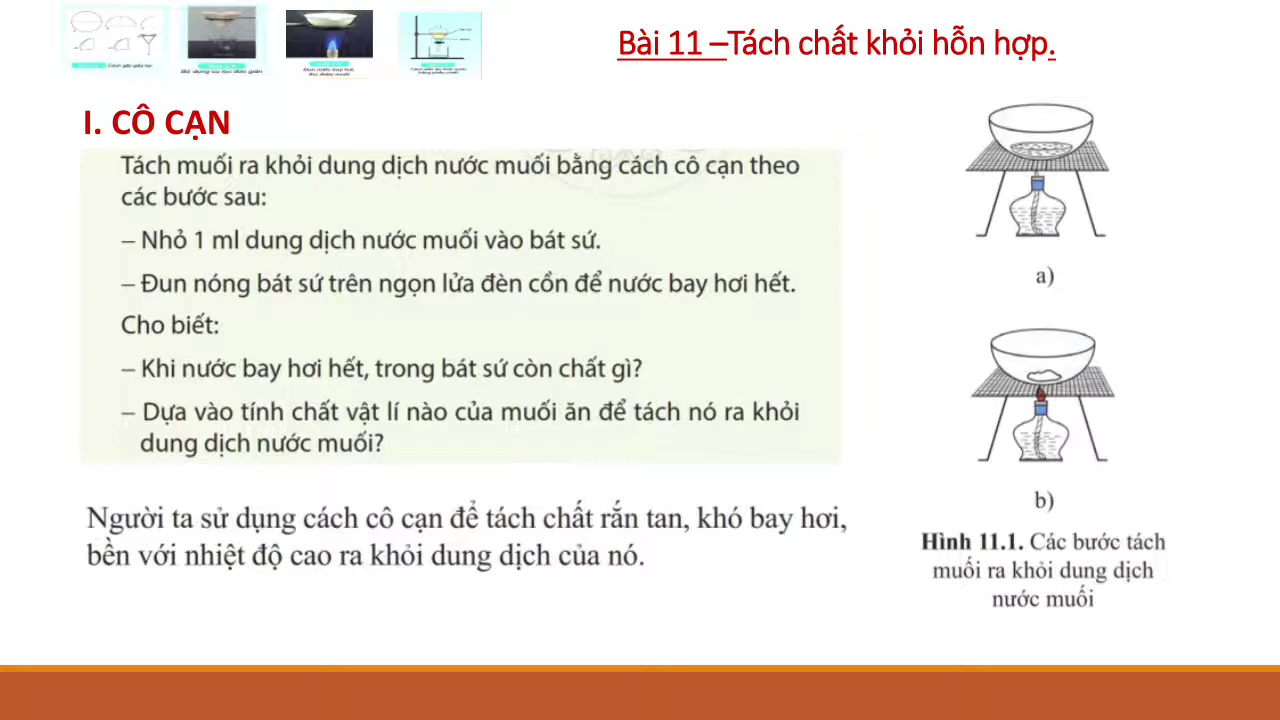 Bài 11 –Tách chất khỏi hỗn hợp.
I. CÔ CẠN
Tách muối ra khỏi dung dịch nước muối bằng cách cô cạn theo
các bước sau:
– Nhỏ 1 ml dung dịch nước muối vào bát sứ.
– Đun nóng bát sứ trên ngọn lửa đèn cồn để nước bay hơi hết.
Cho biết:
– Khi nước bay hơi hết, trong bát sứ còn chất gì?
– Dựa vào tính chất vật lí nào của muối ăn để tách nó ra khỏi
dung dịch nước muối?
Người ta sử dụng cách cô cạn để tách chất rắn tan, khó bay hơi,
bền với nhiệt độ cao ra khỏi dung dịch của nó.
a)
b)
Hình 11.1. Các bước tách
muối ra khỏi dung dịch
nước muối